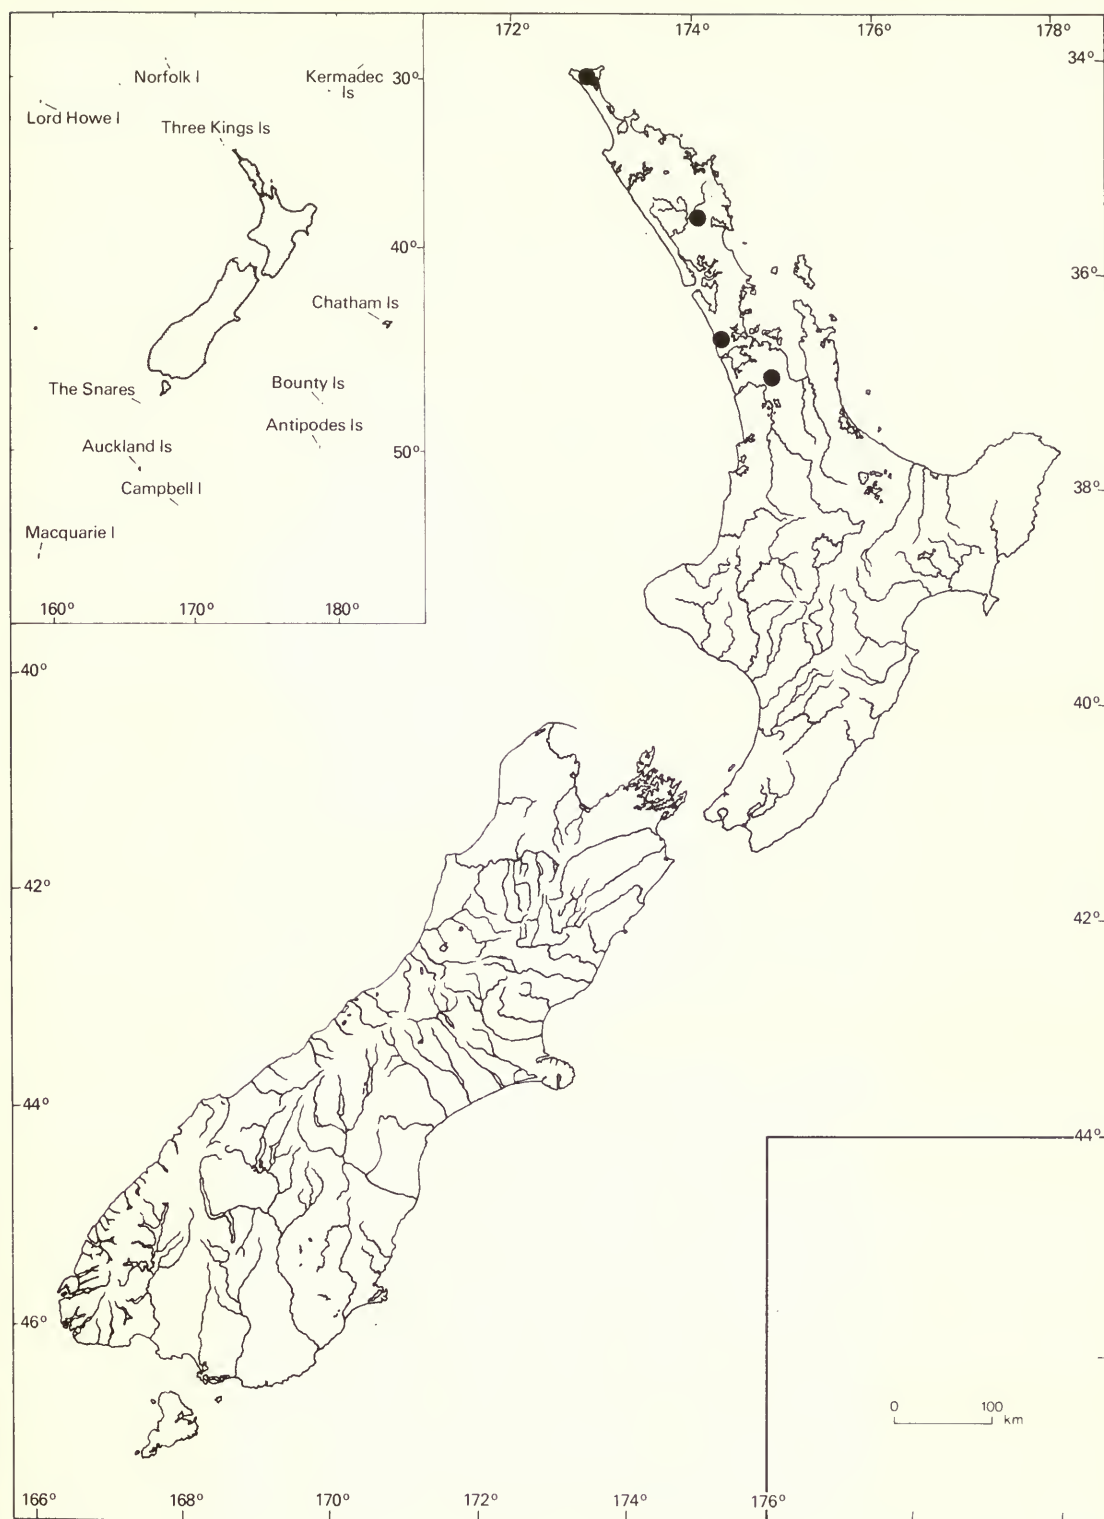 172° 174° 176° 178°
34°
Norfolk I
Kermadec
Is
30°
Lord Howe I
Three Kings Is
36°
40°
Chatham Is
The Snares
Bounty Is
Antipodes Is
Auckland Is
50°
Campbell I
38°
Macquarie I
160° 170° 180°
40°
40°
42°
42°
44°
44°
46°
0 100
km
166° 168° 170° 172° 174° 176°